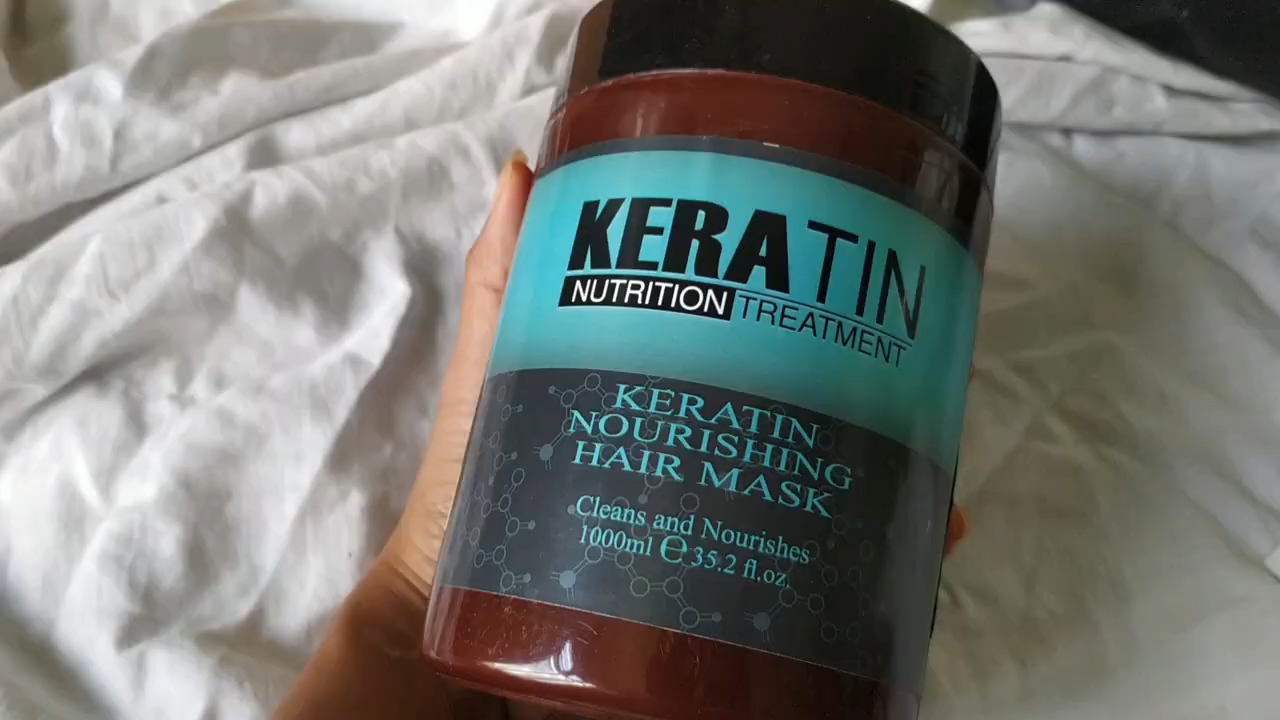 KERATIN
NUTRITION TREATMENT
KERATIN
NOURISHING
HAIR MASK
Cleans and Nourishes
1000ml ℮ 35.2 fl.oz.